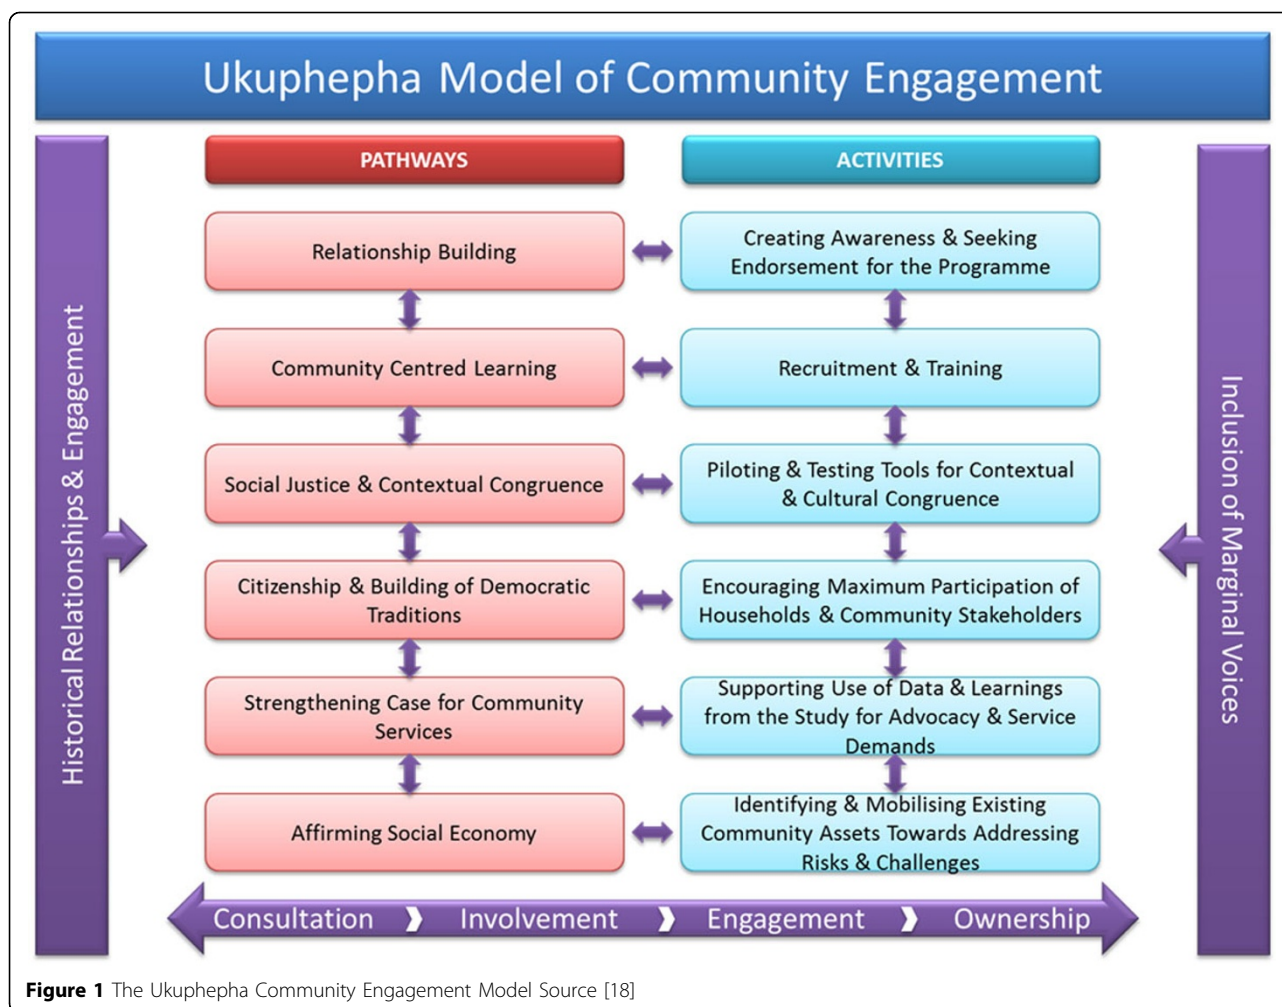 Ukuphepha Model of Community Engagement
Historical Relationships & Engagement
PATHWAYS
ACTIVITIES
Relationship Building
Creating Awareness & Seeking
Endorsement for the Programme
Community Centred Learning
Recruitment & Training
Social Justice & Contextual Congruence
Piloting & Testing Tools for Contextual
& Cultural Congruence
Citizenship & Building of Democratic
Traditions
Encouraging Maximum Participation of
Households & Community Stakeholders
Strengthening Case for Community
Services
Supporting Use of Data & Learnings
from the Study for Advocacy & Service
Demands
Affirming Social Economy
Identifying & Mobilising Existing
Community Assets Towards Addressing
Risks & Challenges
Inclusion of Marginal Voices
Consultation Involvement Engagement Ownership
Figure 1 The Ukuphepha Community Engagement Model Source [18]